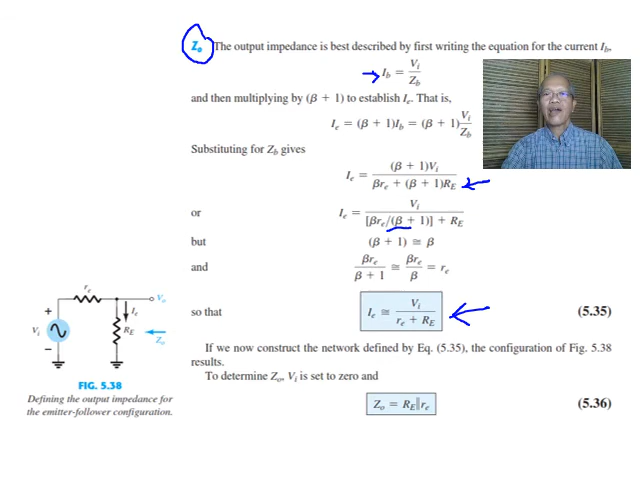 Zo The output impedance is best described by first writing the equation for the current Ib,
Ib = Vi/Zb
and then multiplying by (β + 1) to establish Ie. That is,
Ie = (β + 1)Ib = (β + 1) Vi/Zb
Substituting for Zb gives
Ie = (β + 1)Vi / βre + (β + 1)RE
or Ie = Vi / [βre/(β + 1)] + RE
but (β + 1) ≅ β
and βre / β + 1 ≅ βre / β = re
so that Ie ≅ Vi / re + RE (5.35)
If we now construct the network defined by Eq. (5.35), the configuration of Fig. 5.38
results.
To determine Zo, Vi is set to zero and
Zo = RE||re (5.36)
re
Vo
+
Ie
Vi
RE
Zo
−
FIG. 5.38
Defining the output impedance for
the emitter-follower configuration.